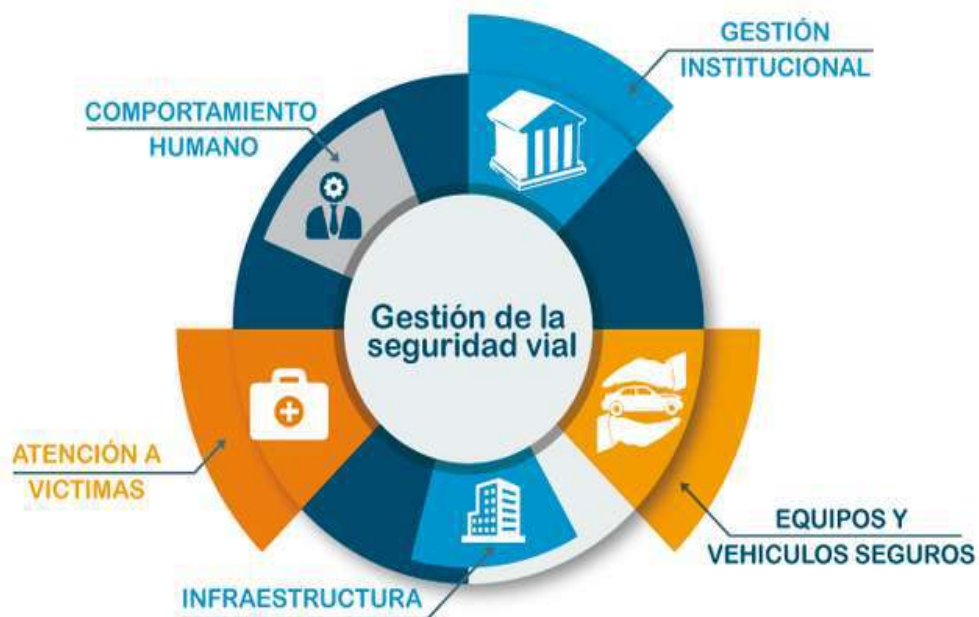 GESTIÓN
INSTITUCIONAL
COMPORTAMIENTO
HUMANO
Gestión de la
seguridad vial
ATENCIÓN A
VICTIMAS
EQUIPOS Y
VEHICULOS SEGUROS
INFRAESTRUCTURA